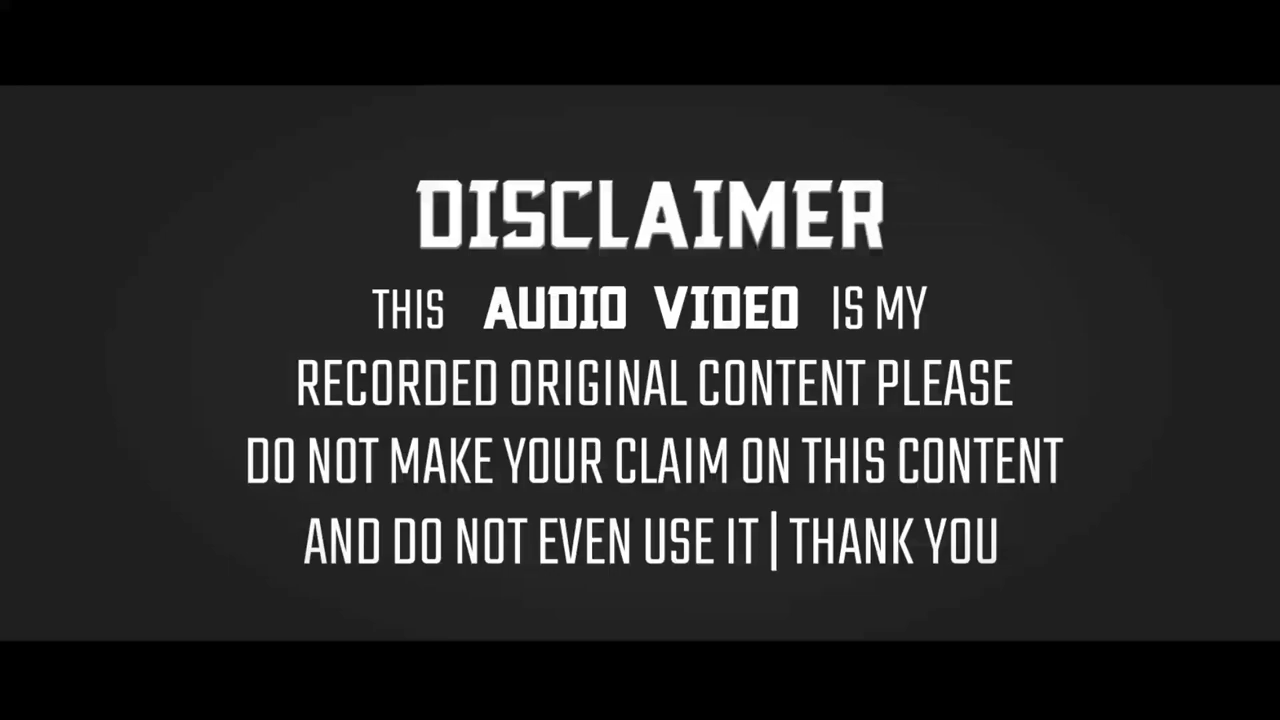 DISCLAIMER
THIS AUDIO VIDEO IS MY
RECORDED ORIGINAL CONTENT PLEASE
DO NOT MAKE YOUR CLAIM ON THIS CONTENT
AND DO NOT EVEN USE IT | THANK YOU